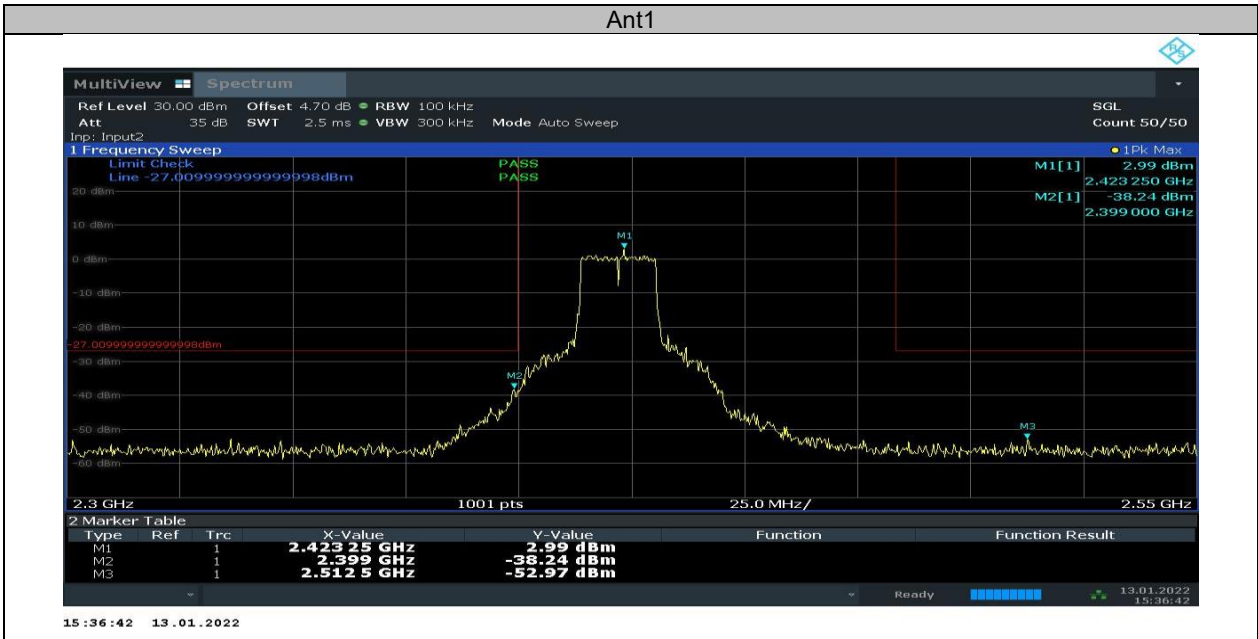 Ant1
R&S
MultiView Spectrum
Ref Level 30.00 dBm Offset 4.70 dB RBW 100 kHz SGL
Att 35 dB SWT 2.5 ms VBW 300 kHz Mode Auto Sweep Count 50/50
Inp: Input2
1 Frequency Sweep 1Pk Max
Limit Check PASS M1[1] 2.99 dBm
Line -27.009999999999998dBm PASS 2.423 250 GHz
20 dBm M2[1] -38.24 dBm
2.399 000 GHz
10 dBm
M1
0 dBm
-10 dBm
-20 dBm
-27.009999999999998dBm
-30 dBm
M2
-40 dBm
-50 dBm
M3
-60 dBm
2.3 GHz 1001 pts 25.0 MHz/ 2.55 GHz
2 Marker Table
Type Ref Trc X-Value Y-Value Function Function Result
M1 1 2.423 25 GHz 2.99 dBm
M2 1 2.399 GHz -38.24 dBm
M3 1 2.512 5 GHz -52.97 dBm
Ready 13.01.2022
15:36:42
15:36:42 13.01.2022